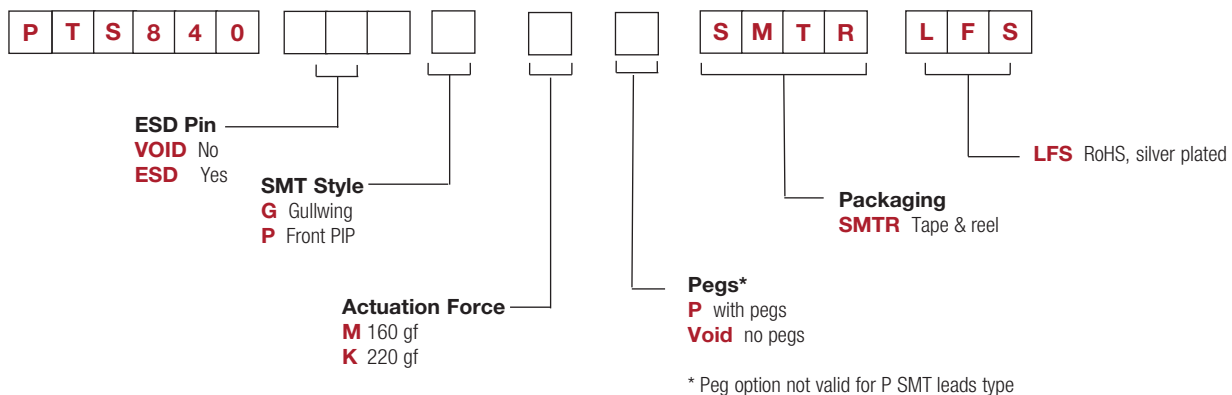 P T S 8 4 0 S M T R L F S
ESD Pin
VOID No
ESD Yes
SMT Style
G Gullwing
P Front PIP
Actuation Force
M 160 gf
K 220 gf
Pegs*
P with pegs
Void no pegs
* Peg option not valid for P SMT leads type
Packaging
SMTR Tape & reel
LFS RoHS, silver plated